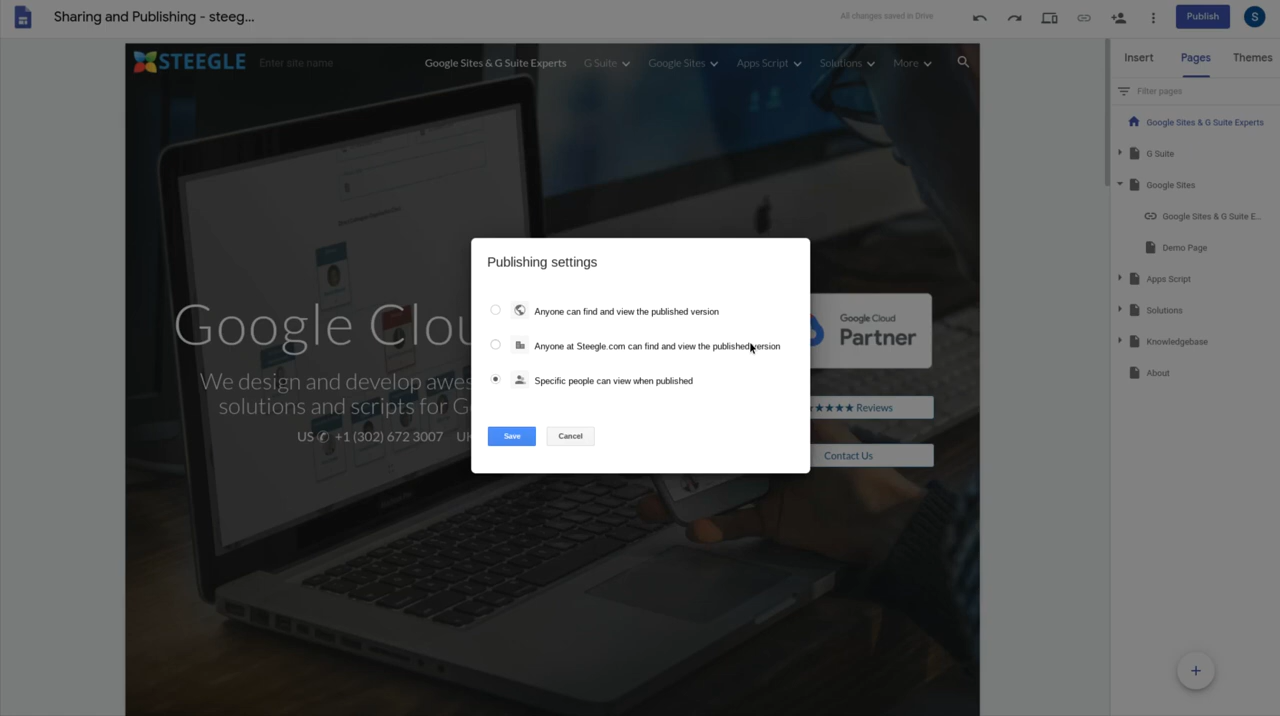 Sharing and Publishing - steeg...
All changes saved in Drive
Publish
S
STEEGLE
Enter site name
Google Sites & G Suite Experts
G Suite
Google Sites
Apps Script
Solutions
More
Insert
Pages
Themes
Filter pages
Google Sites & G Suite Experts
G Suite
Google Sites
Google Sites & G Suite E...
Demo Page
Apps Script
Solutions
Knowledgebase
About
Publishing settings
Anyone can find and view the published version
Anyone at Steegle.com can find and view the published version
Specific people can view when published
Save
Cancel
Google Clou
We design and develop awes
solutions and scripts for G
US ✆ +1 (302) 672 3007 UK
Google Cloud
Partner
★★★★ Reviews
Contact Us